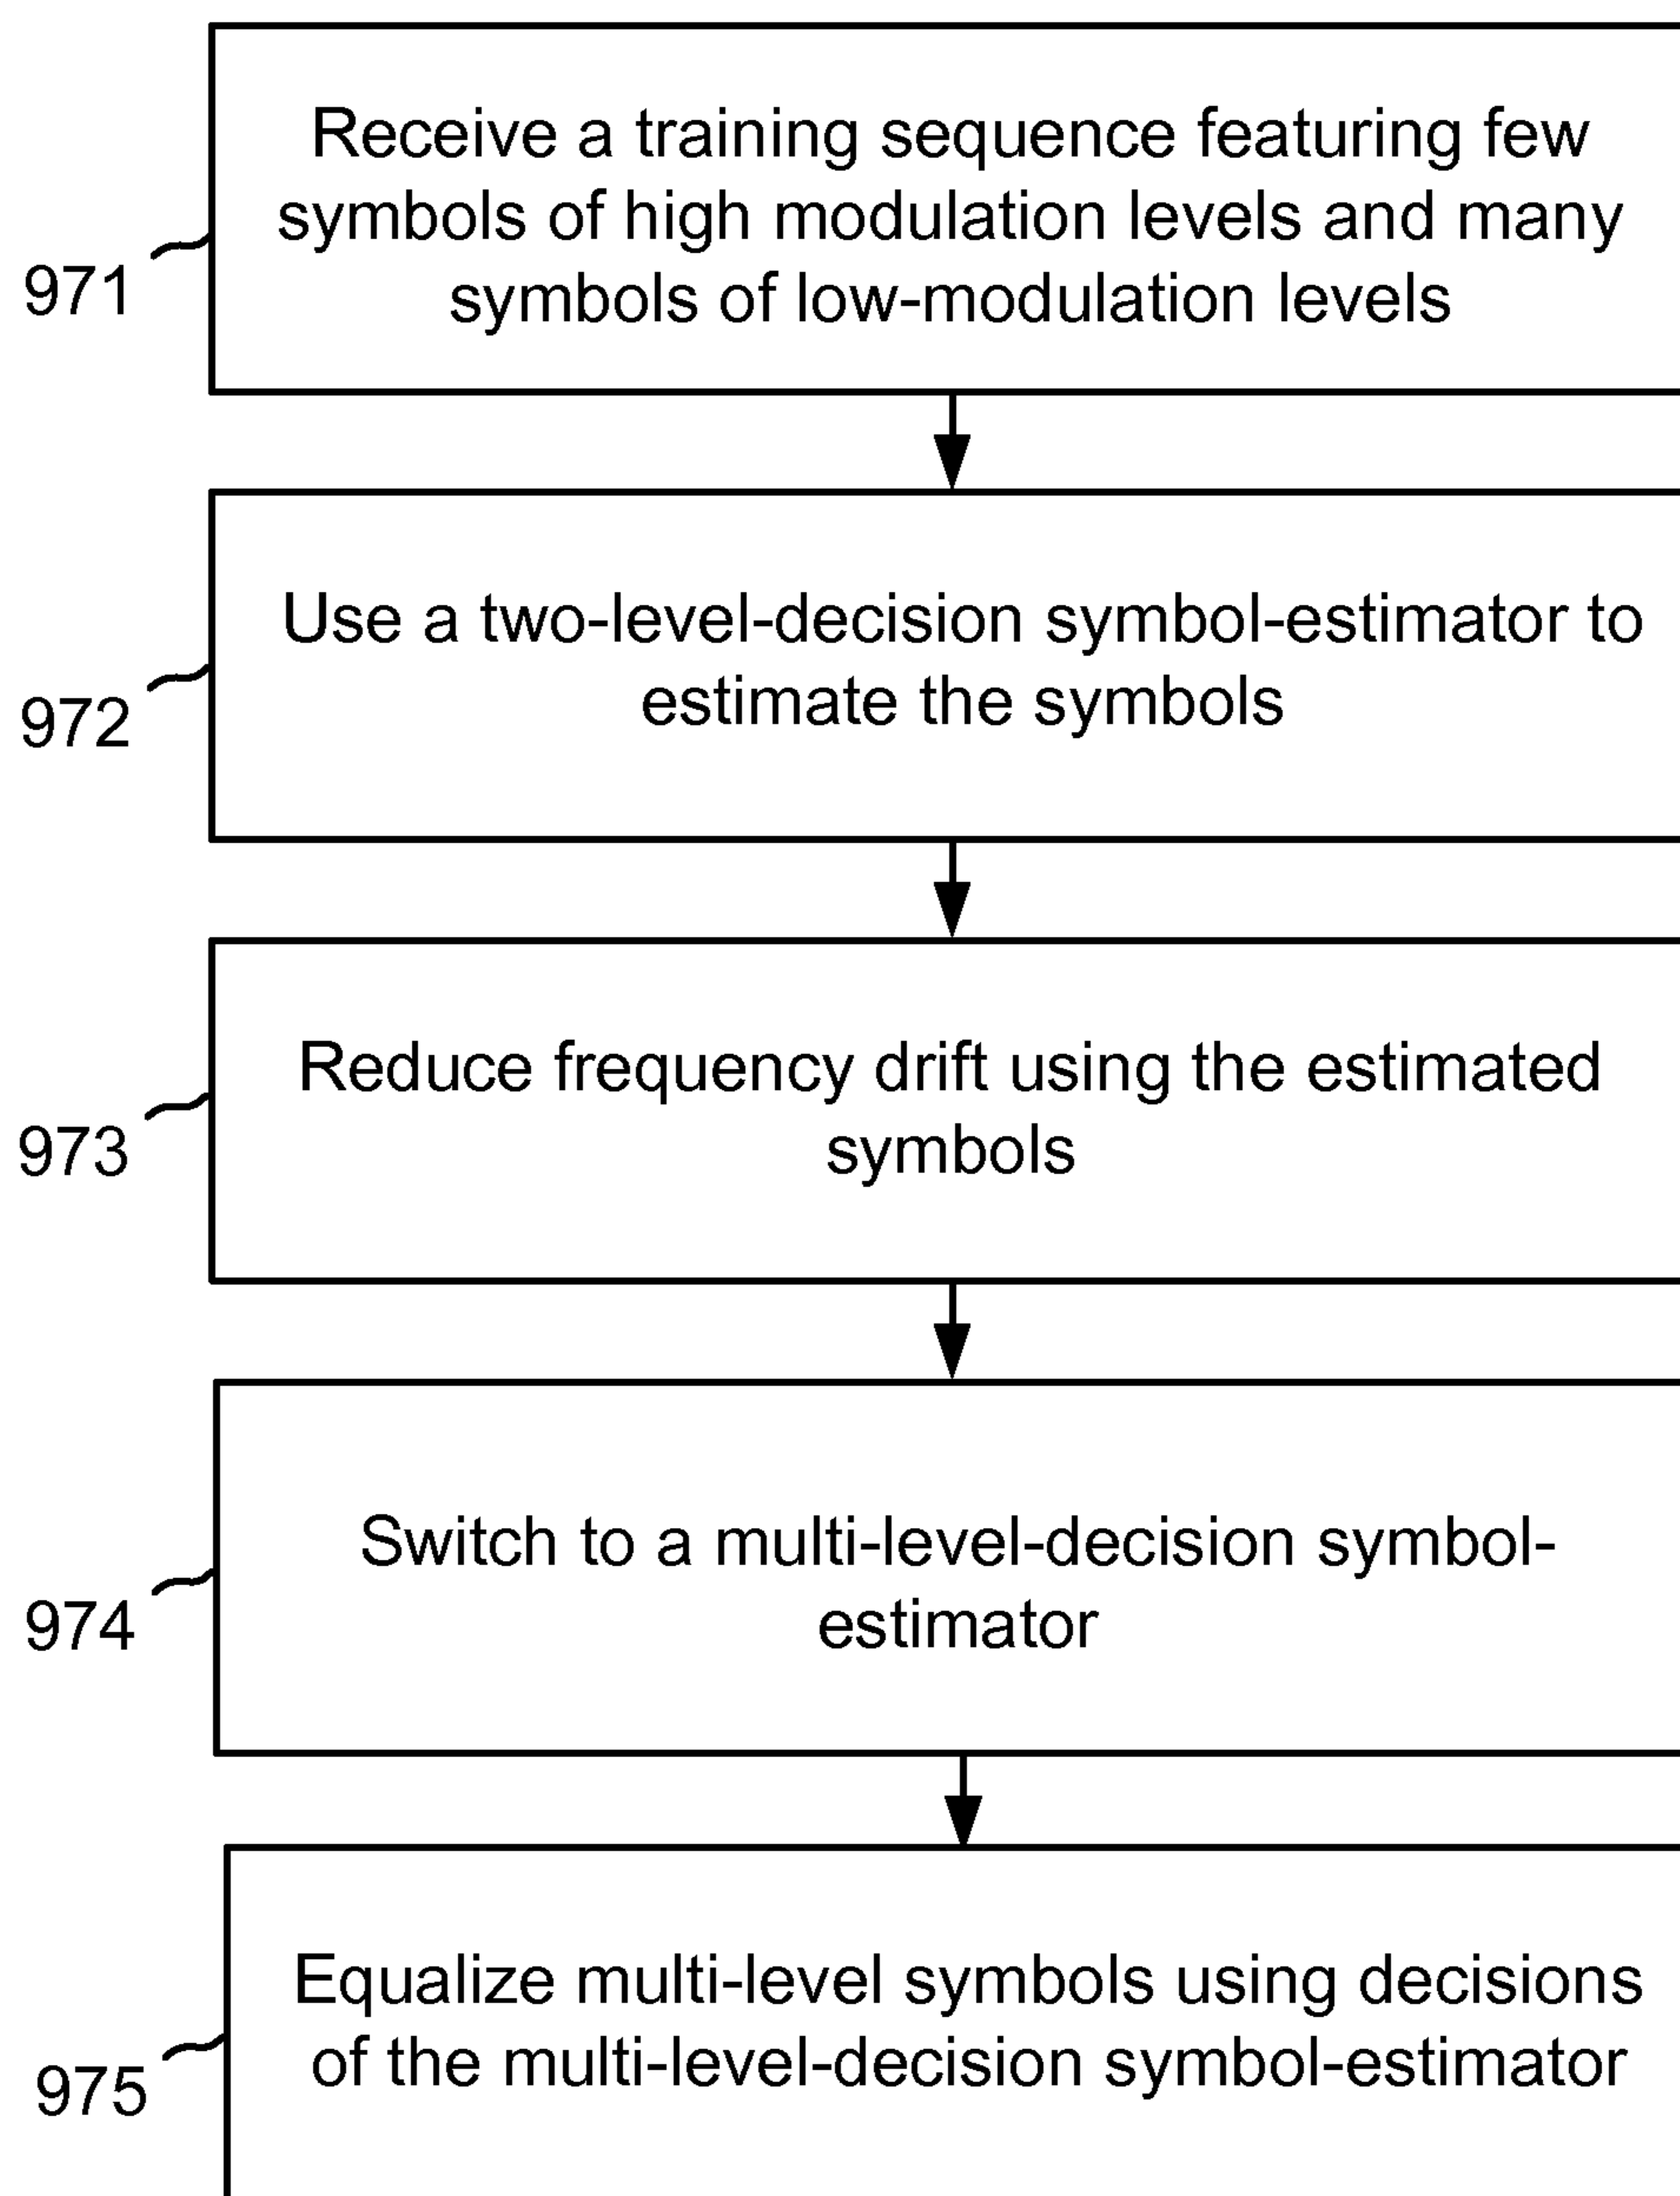 Receive a training sequence featuring few
symbols of high modulation levels and many
symbols of low-modulation levels
971
Use a two-level-decision symbol-estimator to
estimate the symbols
972
Reduce frequency drift using the estimated
symbols
973
Switch to a multi-level-decision symbol-
estimator
974
Equalize multi-level symbols using decisions
of the multi-level-decision symbol-estimator
975